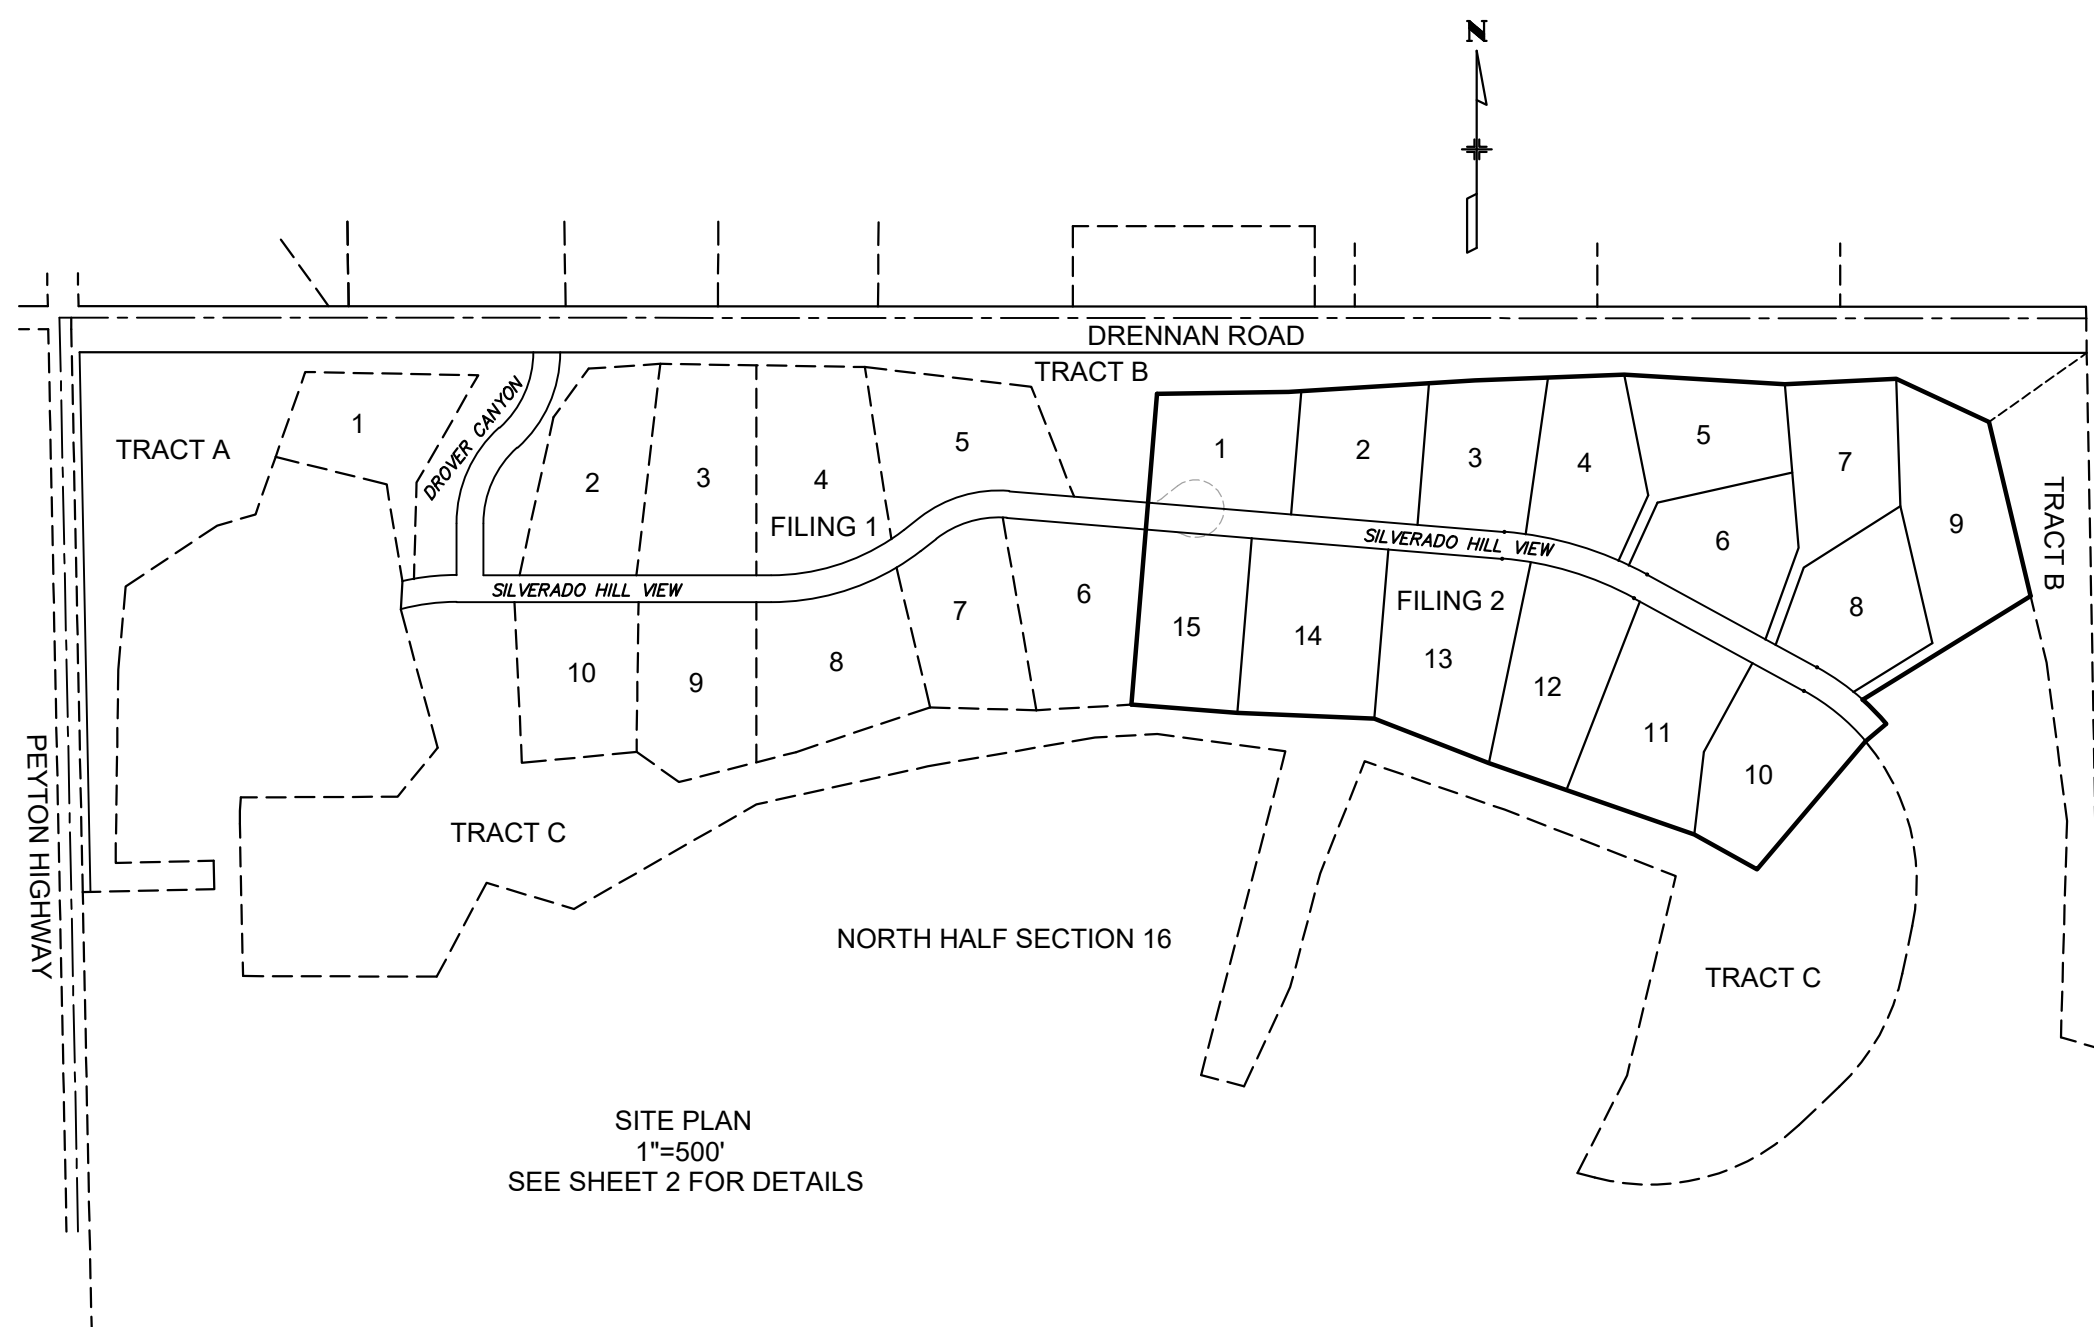 N
DRENNAN ROAD
TRACT B
TRACT A
1
DROVER CANYON
2
3
4
5
FILING 1
SILVERADO HILL VIEW
10
9
8
7
6
1
2
3
4
5
6
7
8
9
TRACT B
SILVERADO HILL VIEW
FILING 2
15
14
13
12
11
10
PEYTON HIGHWAY
TRACT C
NORTH HALF SECTION 16
TRACT C
SITE PLAN
1"=500'
SEE SHEET 2 FOR DETAILS